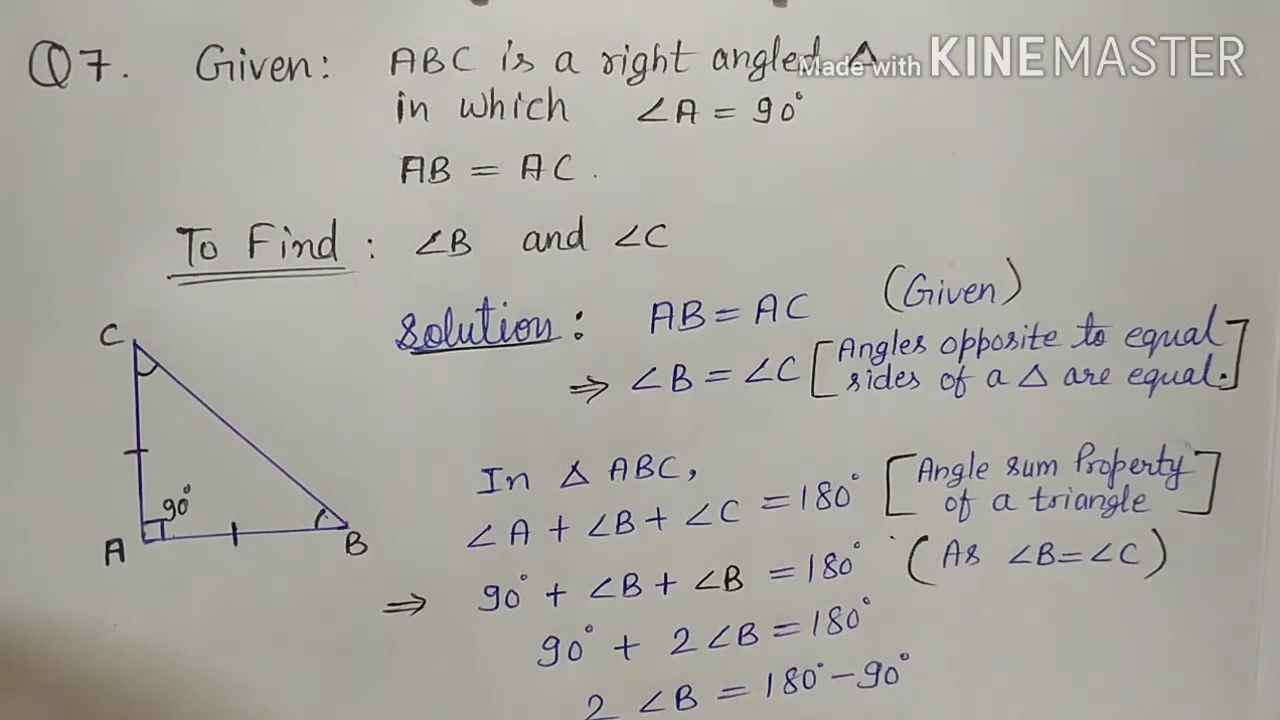 Q7. Given: ABC is a right angled Δ
Made with KINEMASTER
in which ∠A = 90°
AB = AC.
To Find: ∠B and ∠C
Solution: AB = AC (Given)
⇒ ∠B = ∠C [Angles opposite to equal
sides of a Δ are equal.]
C
90°
A
B
In Δ ABC,
∠A + ∠B + ∠C = 180° [Angle sum Property
of a triangle]
⇒ 90° + ∠B + ∠B = 180° (As ∠B = ∠C)
90° + 2 ∠B = 180°
2 ∠B = 180° - 90°